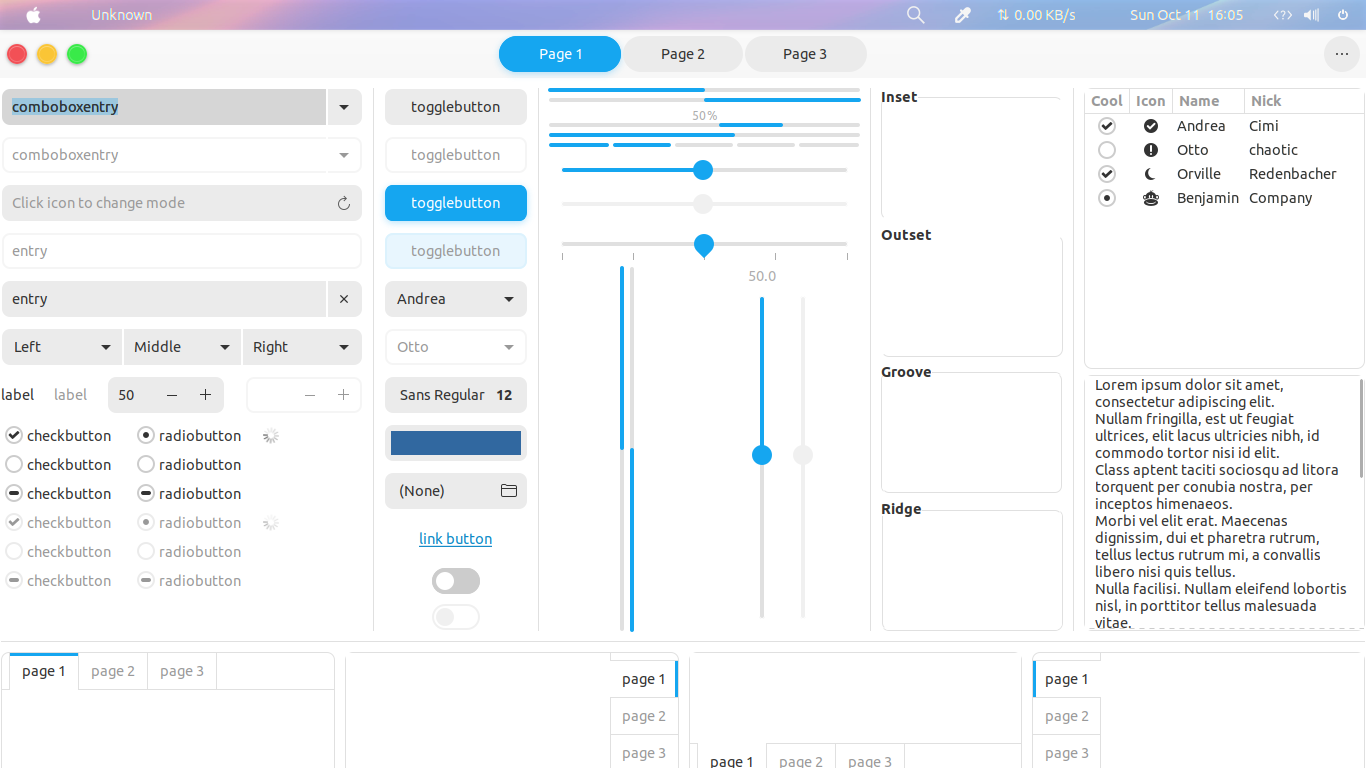 Unknown
0.00 KB/s
Sun Oct 11 16:05
Page 1
Page 2
Page 3
comboboxentry
comboboxentry
Click icon to change mode
entry
entry
Left
Middle
Right
label
label
50
checkbutton
radiobutton
checkbutton
radiobutton
checkbutton
radiobutton
checkbutton
radiobutton
checkbutton
radiobutton
checkbutton
radiobutton
togglebutton
togglebutton
togglebutton
togglebutton
Andrea
Otto
Sans Regular 12
(None)
link button
50%
50.0
Inset
Outset
Groove
Ridge
Cool Icon Name Nick
Andrea Cimi
Otto chaotic
Orville Redenbacher
Benjamin Company
Lorem ipsum dolor sit amet,
consectetur adipiscing elit.
Nullam fringilla, est ut feugiat
ultrices, elit lacus ultricies nibh, id
commodo tortor nisi id elit.
Class aptent taciti sociosqu ad litora
torquent per conubia nostra, per
inceptos himenaeos.
Morbi vel elit erat. Maecenas
dignissim, dui et pharetra rutrum,
tellus lectus rutrum mi, a convallis
libero nisi quis tellus.
Nulla facilisi. Nullam eleifend lobortis
nisl, in porttitor tellus malesuada
vitae.
page 1
page 2
page 3
page 1
page 2
page 3
page 1
page 2
page 3
page 1
page 2
page 3